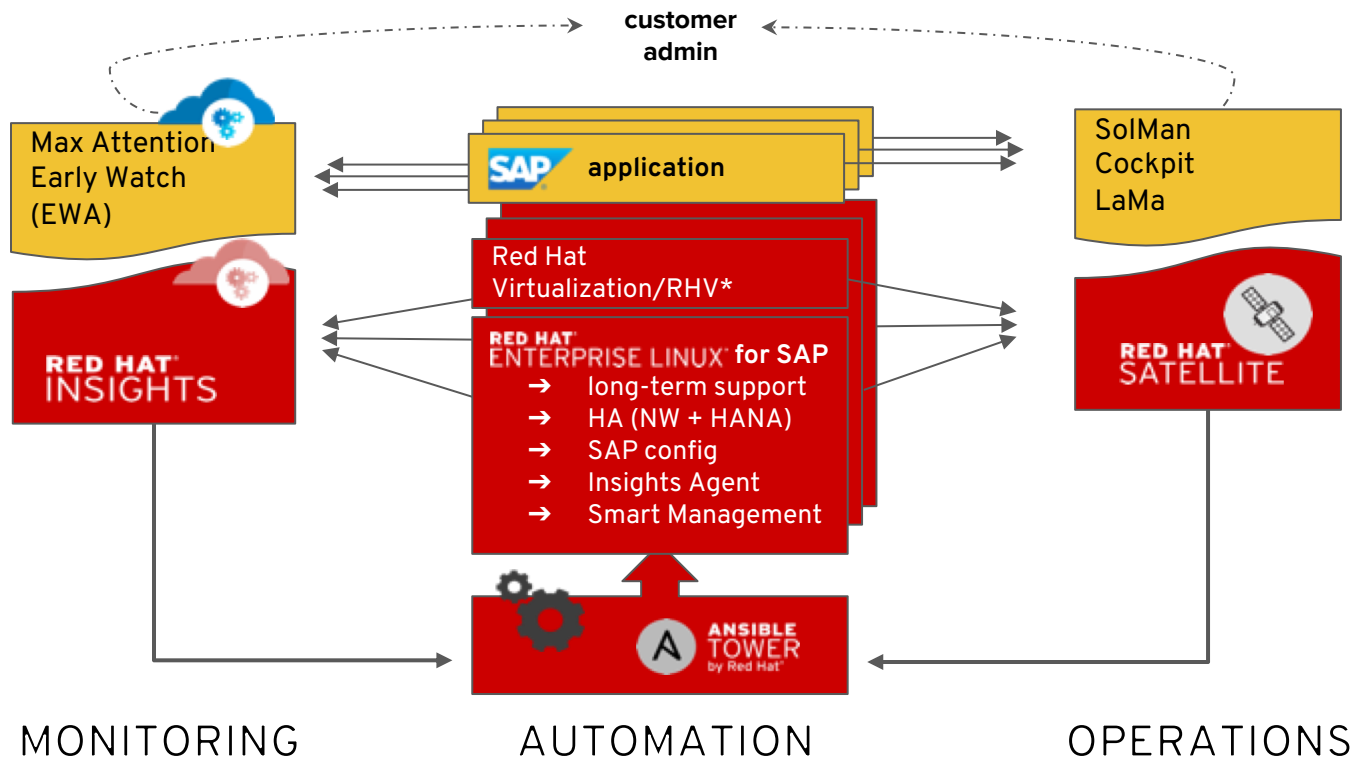 customer
admin
Max Attention
Early Watch
(EWA)
SAP
application
SolMan
Cockpit
LaMa
Red Hat
Virtualization/RHV*
RED HAT
INSIGHTS
RED HAT
ENTERPRISE LINUX for SAP
➔ long-term support
➔ HA (NW + HANA)
➔ SAP config
➔ Insights Agent
➔ Smart Management
RED HAT
SATELLITE
ANSIBLE
TOWER
by Red Hat
MONITORING
AUTOMATION
OPERATIONS